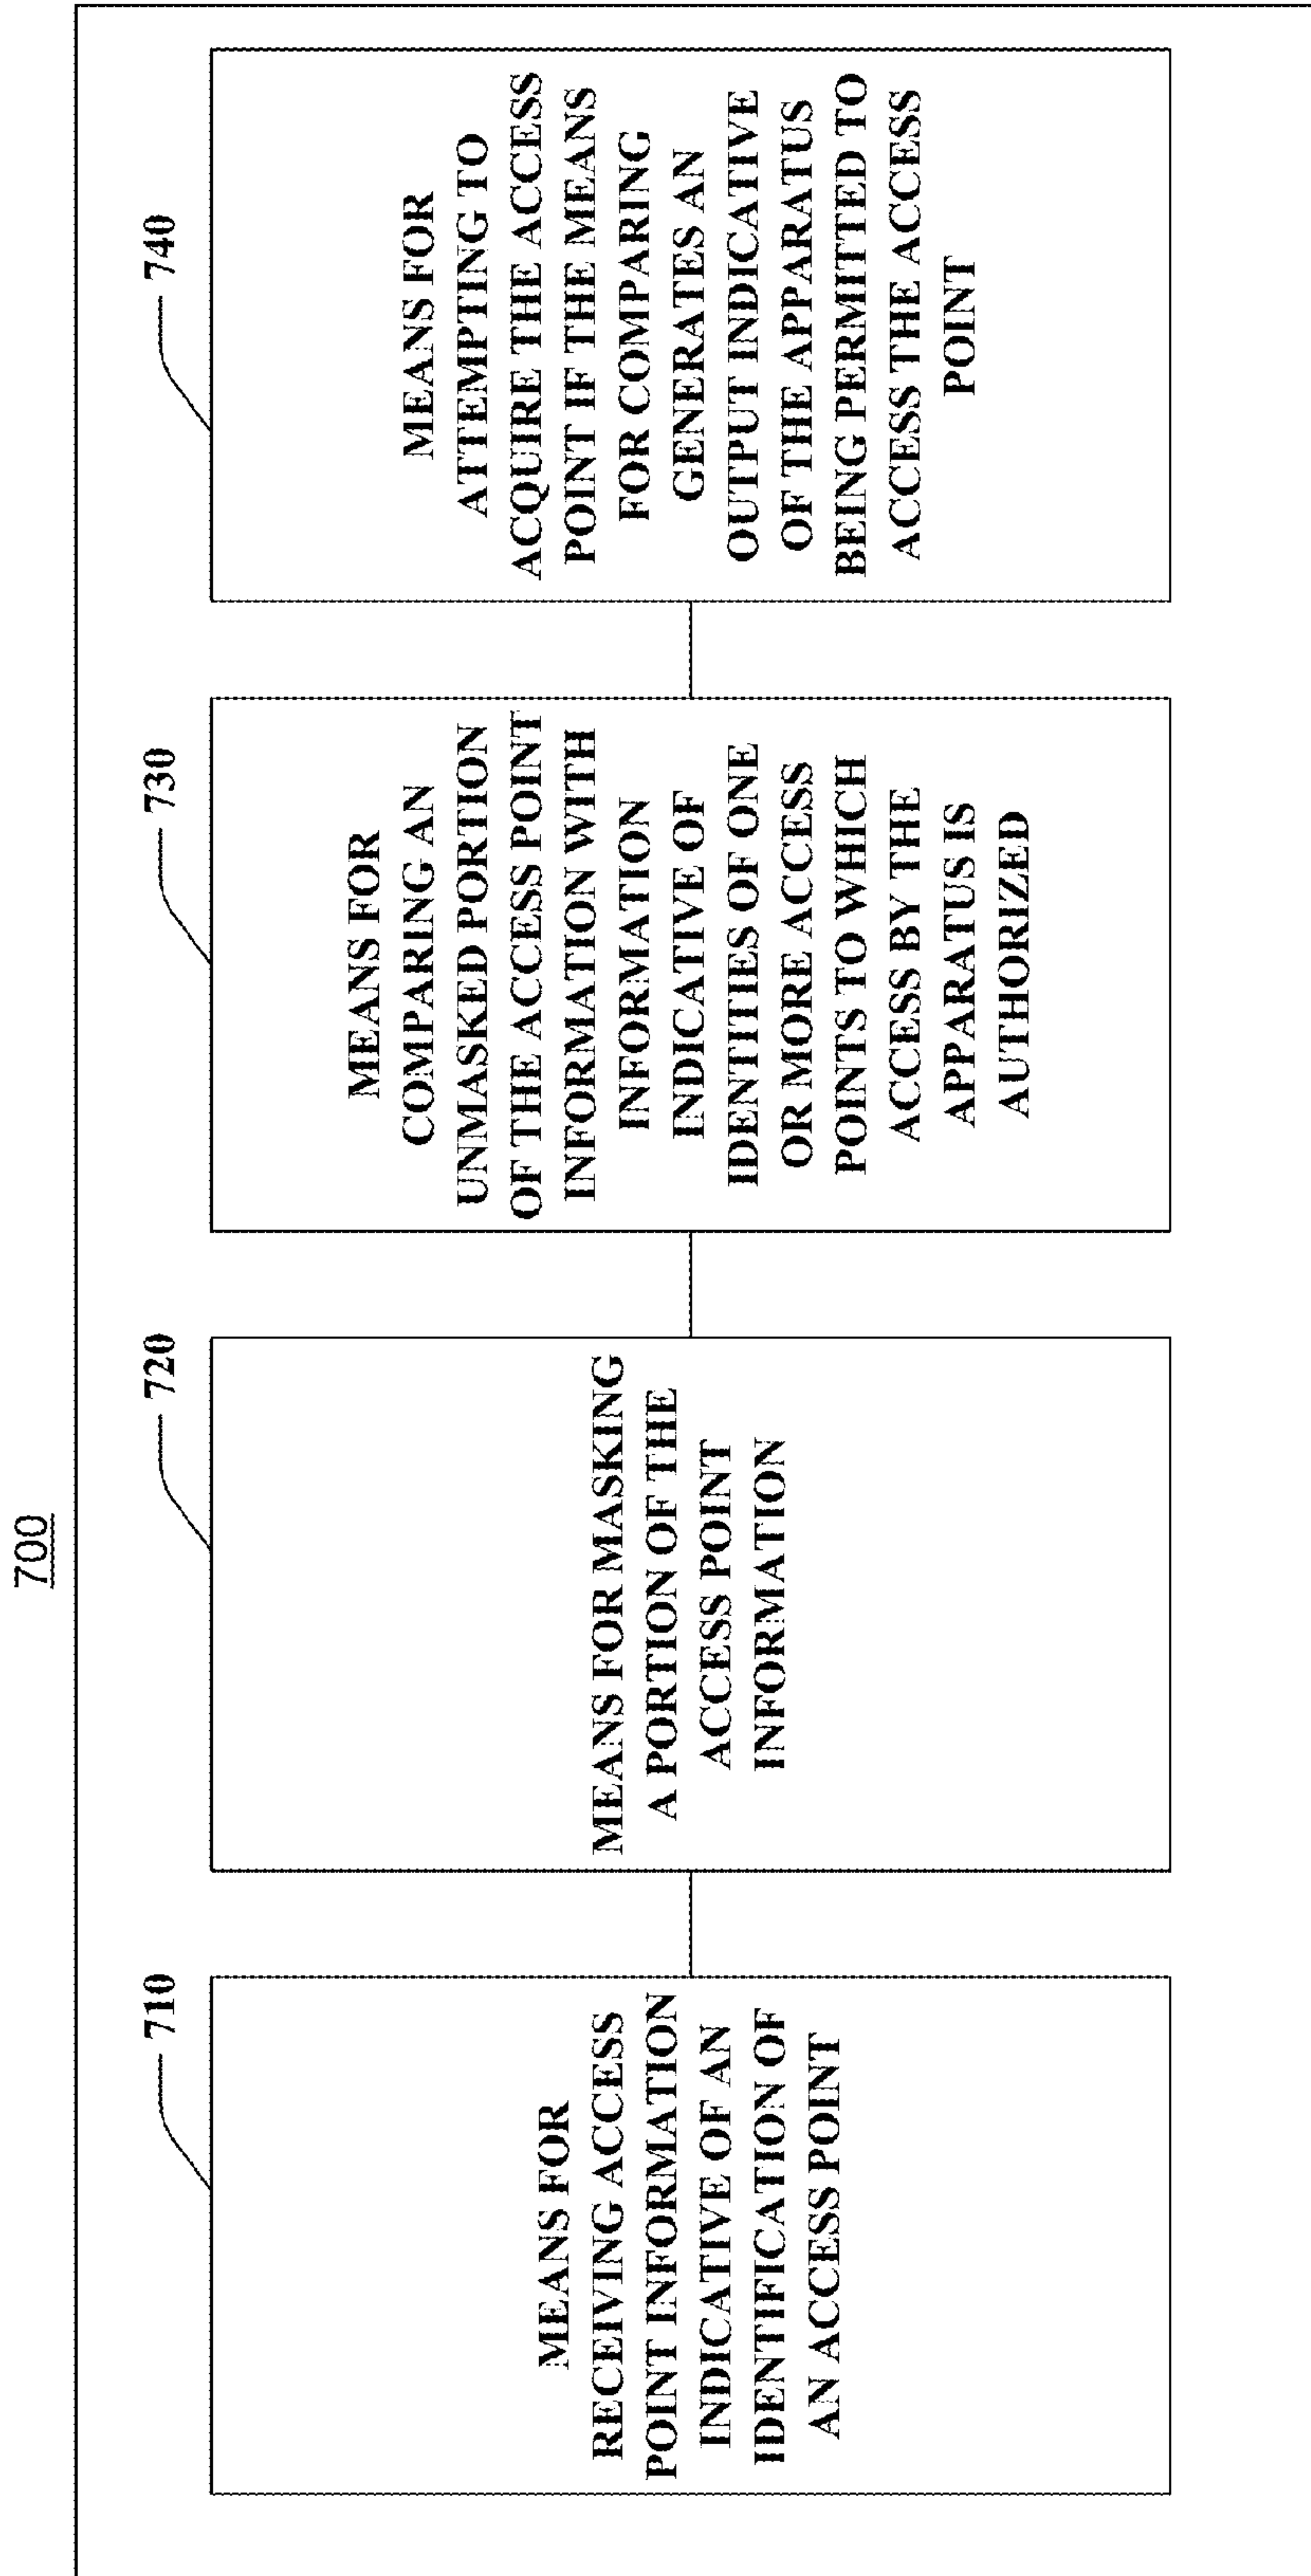 700
710
MEANS FOR
RECEIVING ACCESS
POINT INFORMATION
INDICATIVE OF AN
IDENTIFICATION OF
AN ACCESS POINT
720
MEANS FOR MASKING
A PORTION OF THE
ACCESS POINT
INFORMATION
730
MEANS FOR
COMPARING AN
UNMASKED PORTION
OF THE ACCESS POINT
INFORMATION WITH
INFORMATION
INDICATIVE OF
IDENTITIES OF ONE
OR MORE ACCESS
POINTS TO WHICH
ACCESS BY THE
APPARATUS IS
AUTHORIZED
740
MEANS FOR
ATTEMPTING TO
ACQUIRE THE ACCESS
POINT IF THE MEANS
FOR COMPARING
GENERATES AN
OUTPUT INDICATIVE
OF THE APPARATUS
BEING PERMITTED TO
ACCESS THE ACCESS
POINT